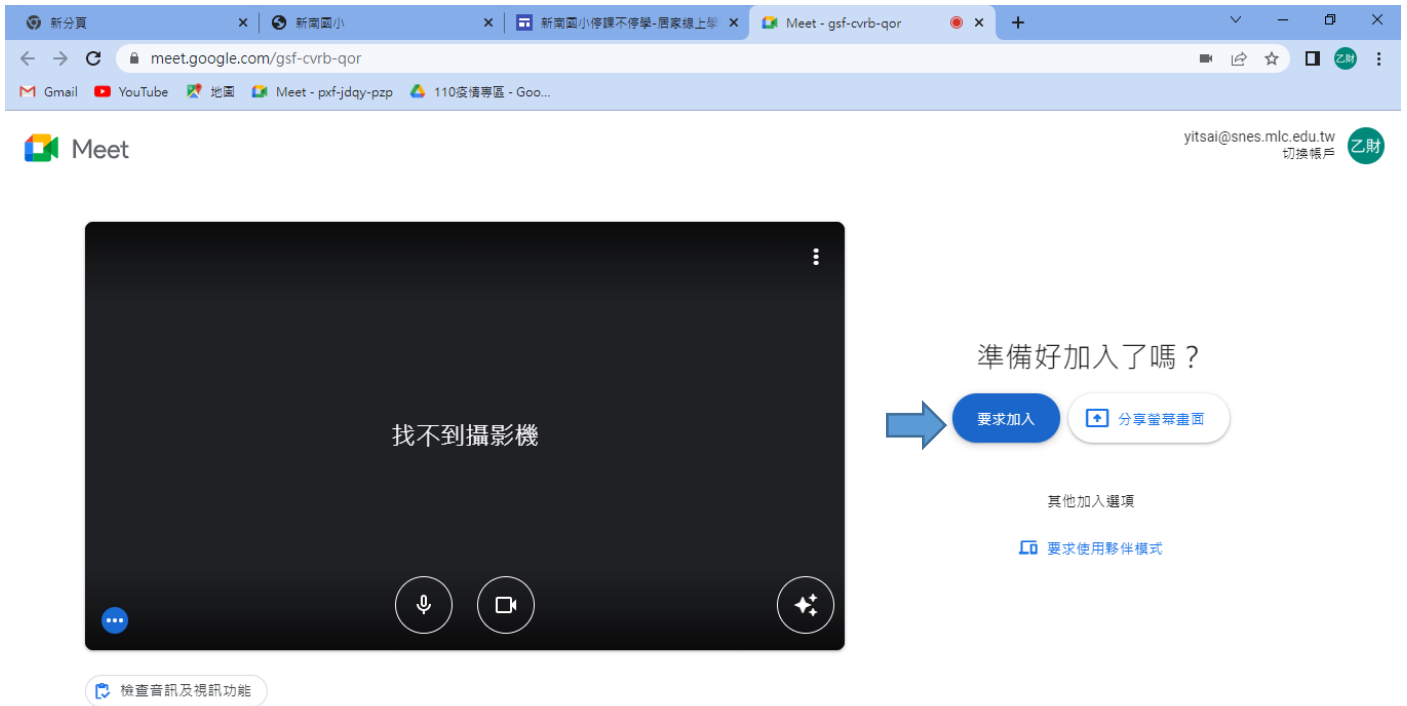 新分頁
新南國小
新南國小停課不停學-居家線上學
Meet - gsf-cvrb-qor
meet.google.com/gsf-cvrb-qor
乙財
Gmail
YouTube
地圖
Meet - pxf-jdqy-pzp
110疫情專區 - Goo...
Meet
yitsai@snes.mlc.edu.tw
切換帳戶
乙財
找不到攝影機
準備好加入了嗎？
要求加入
分享螢幕畫面
其他加入選項
要求使用夥伴模式
檢查音訊及視訊功能